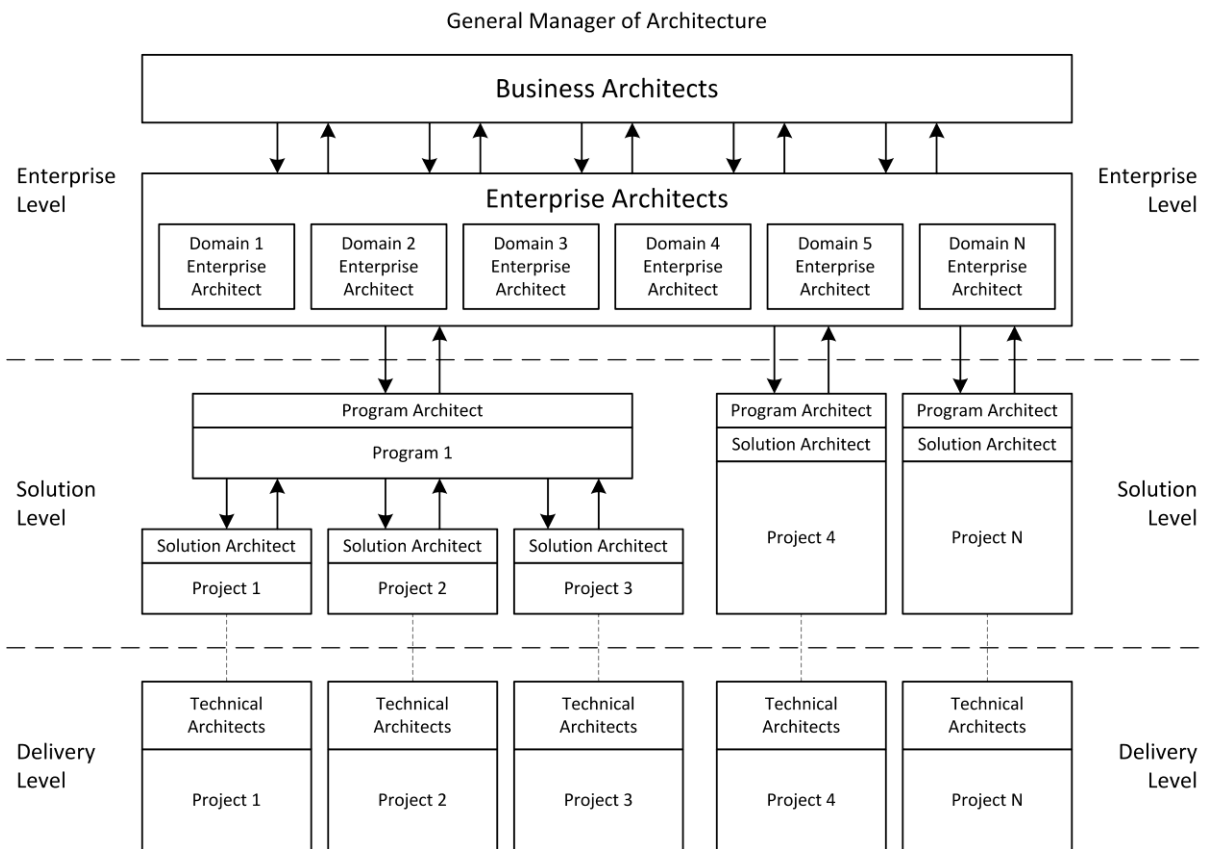 General Manager of Architecture
Business Architects
Enterprise
Level
Enterprise
Level
Enterprise Architects
Domain 1
Enterprise
Architect
Domain 2
Enterprise
Architect
Domain 3
Enterprise
Architect
Domain 4
Enterprise
Architect
Domain 5
Enterprise
Architect
Domain N
Enterprise
Architect
Program Architect
Program 1
Program Architect
Solution Architect
Project 4
Program Architect
Solution Architect
Project N
Solution
Level
Solution
Level
Solution Architect
Project 1
Solution Architect
Project 2
Solution Architect
Project 3
Delivery
Level
Delivery
Level
Technical
Architects
Project 1
Technical
Architects
Project 2
Technical
Architects
Project 3
Technical
Architects
Project 4
Technical
Architects
Project N